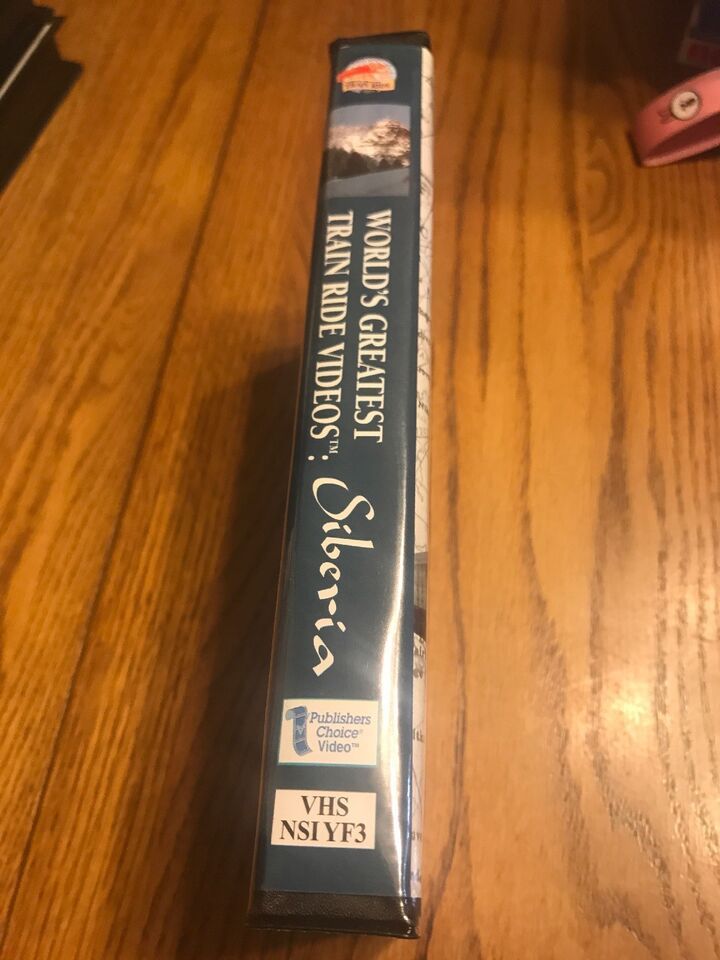 WORLD'S GREATEST
TRAIN RIDE VIDEOS™: Siberia
Publishers
Choice®
Video™
VHS
NSI YF3